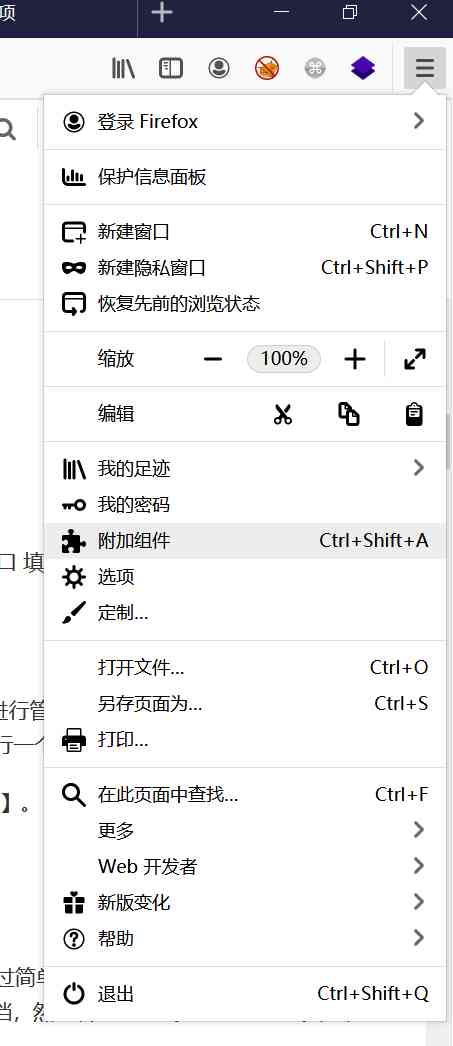 项
登录 Firefox
保护信息面板
新建窗口 Ctrl+N
新建隐私窗口 Ctrl+Shift+P
恢复先前的浏览状态
缩放 100%
编辑
我的足迹
我的密码
附加组件 Ctrl+Shift+A
口 填
选项
定制...
打开文件... Ctrl+O
另存页面为... Ctrl+S
进行管
打印...
行一个
在此页面中查找... Ctrl+F
】。
更多
Web 开发者
新版变化
帮助
过简单
退出 Ctrl+Shift+Q
当，然